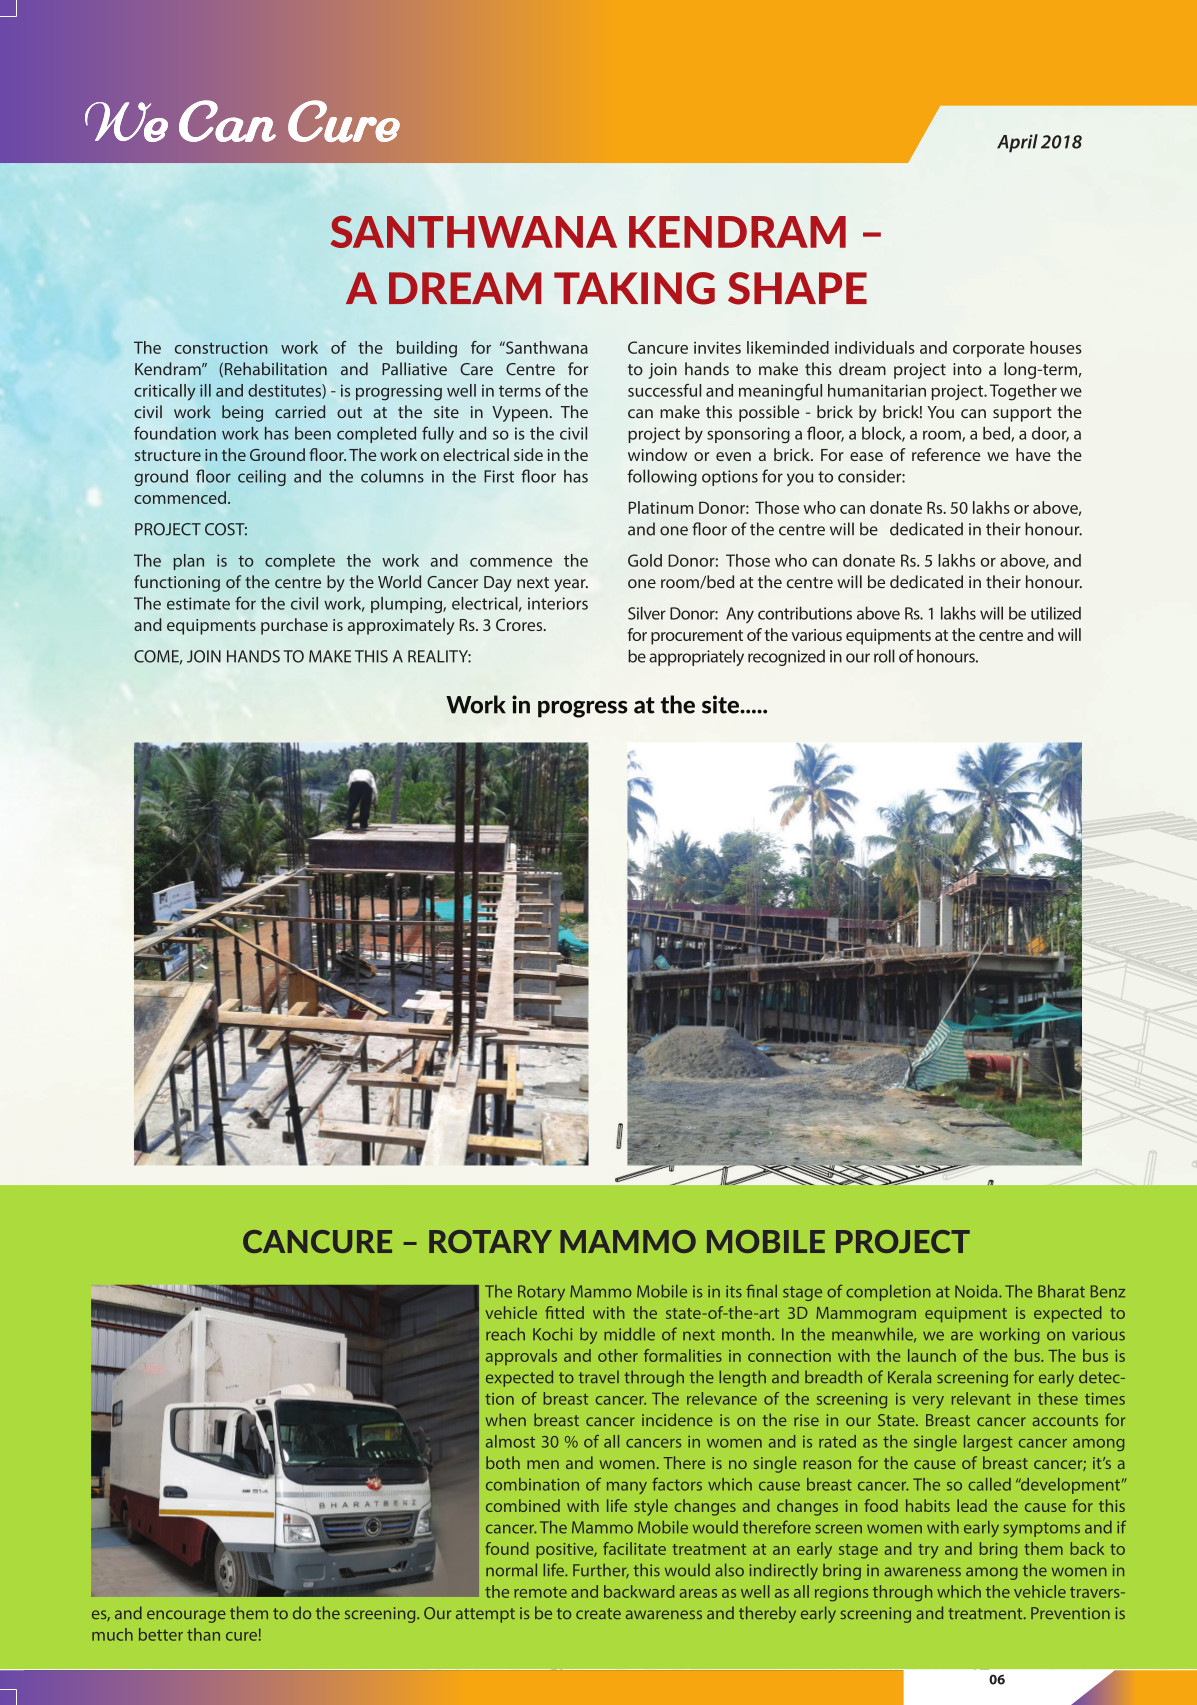 We Can Cure
April 2018
SANTHWANA KENDRAM –
A DREAM TAKING SHAPE
The construction work of the building for “Santhwana
Kendram” (Rehabilitation and Palliative Care Centre for
critically ill and destitutes) - is progressing well in terms of the
civil work being carried out at the site in Vypeen. The
foundation work has been completed fully and so is the civil
structure in the Ground floor. The work on electrical side in the
ground floor ceiling and the columns in the First floor has
commenced.
PROJECT COST:
The plan is to complete the work and commence the
functioning of the centre by the World Cancer Day next year.
The estimate for the civil work, plumping, electrical, interiors
and equipments purchase is approximately Rs. 3 Crores.
COME, JOIN HANDS TO MAKE THIS A REALITY:
Cancure invites likeminded individuals and corporate houses
to join hands to make this dream project into a long-term,
successful and meaningful humanitarian project. Together we
can make this possible - brick by brick! You can support the
project by sponsoring a floor, a block, a room, a bed, a door, a
window or even a brick. For ease of reference we have the
following options for you to consider:
Platinum Donor: Those who can donate Rs. 50 lakhs or above,
and one floor of the centre will be dedicated in their honour.
Gold Donor: Those who can donate Rs. 5 lakhs or above, and
one room/bed at the centre will be dedicated in their honour.
Silver Donor: Any contributions above Rs. 1 lakhs will be utilized
for procurement of the various equipments at the centre and will
be appropriately recognized in our roll of honours.
Work in progress at the site.....
CANCURE – ROTARY MAMMO MOBILE PROJECT
BHARATBENZ
The Rotary Mammo Mobile is in its final stage of completion at Noida. The Bharat Benz
vehicle fitted with the state-of-the-art 3D Mammogram equipment is expected to
reach Kochi by middle of next month. In the meanwhile, we are working on various
approvals and other formalities in connection with the launch of the bus. The bus is
expected to travel through the length and breadth of Kerala screening for early detec-
tion of breast cancer. The relevance of the screening is very relevant in these times
when breast cancer incidence is on the rise in our State. Breast cancer accounts for
almost 30 % of all cancers in women and is rated as the single largest cancer among
both men and women. There is no single reason for the cause of breast cancer; it’s a
combination of many factors which cause breast cancer. The so called “development”
combined with life style changes and changes in food habits lead the cause for this
cancer. The Mammo Mobile would therefore screen women with early symptoms and if
found positive, facilitate treatment at an early stage and try and bring them back to
normal life. Further, this would also indirectly bring in awareness among the women in
the remote and backward areas as well as all regions through which the vehicle travers-
es, and encourage them to do the screening. Our attempt is be to create awareness and thereby early screening and treatment. Prevention is
much better than cure!
06